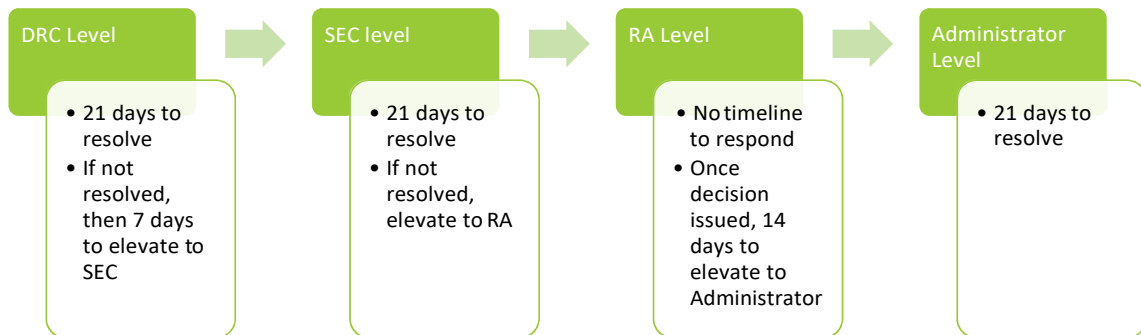 DRC Level
• 21 days to
resolve
• If not
resolved,
then 7 days
to elevate to
SEC
SEC level
• 21 days to
resolve
• If not
resolved,
elevate to RA
RA Level
• No timeline
to respond
• Once
decision
issued, 14
days to
elevate to
Administrator
Administrator
Level
• 21 days to
resolve